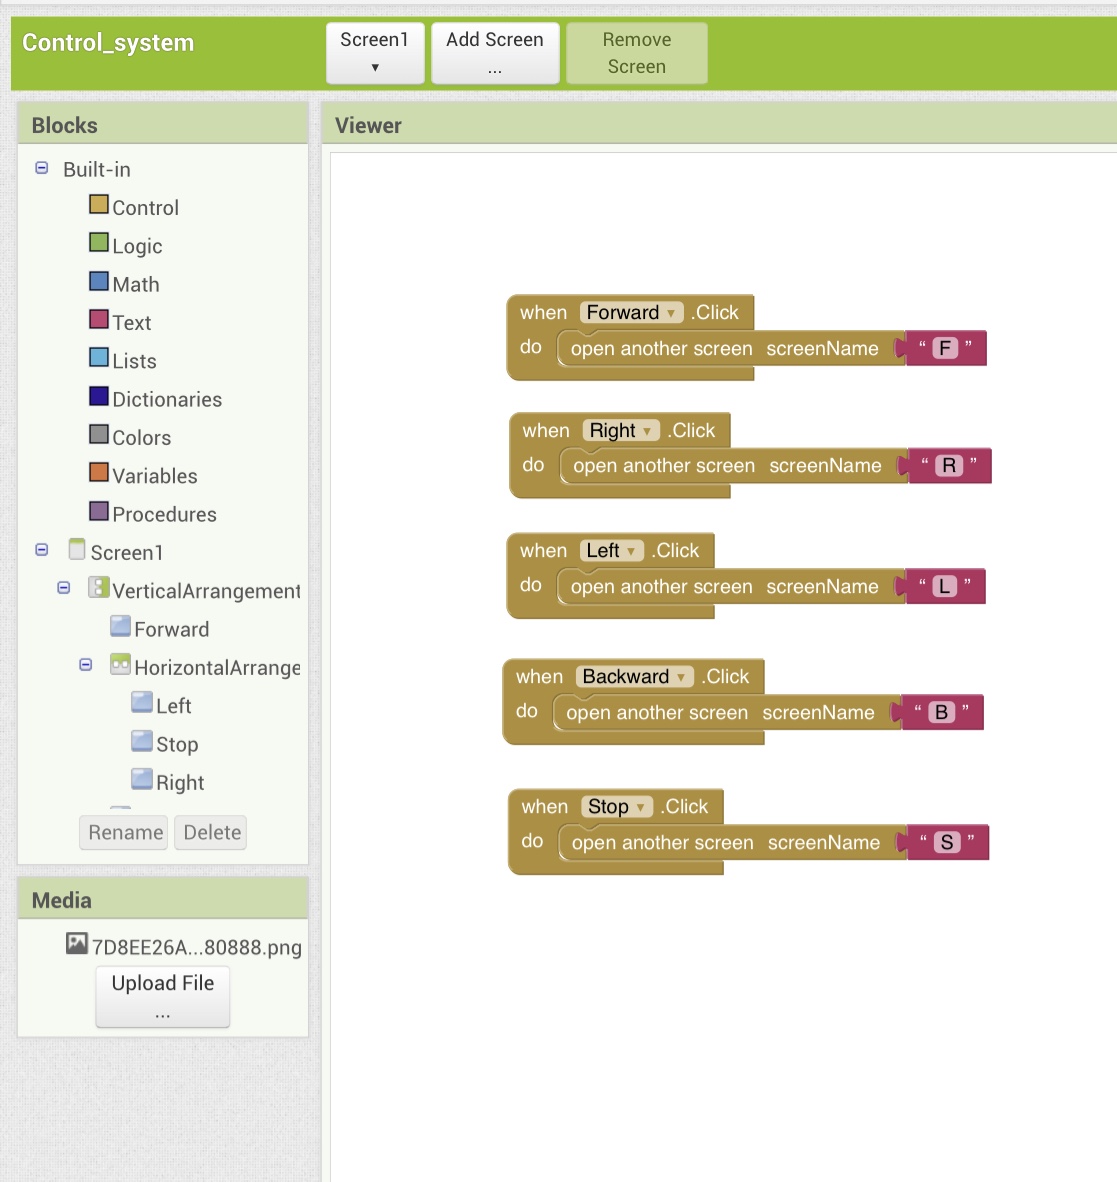 Control_system
Screen1
▾
Add Screen
...
Remove
Screen
Blocks
Viewer
Built-in
Control
Logic
Math
Text
Lists
Dictionaries
Colors
Variables
Procedures
Screen1
VerticalArrangement
Forward
HorizontalArrange
Left
Stop
Right
Rename Delete
Media
7D8EE26A...80888.png
Upload File
...
when Forward ▾ .Click
do open another screen screenName “ F ”
when Right ▾ .Click
do open another screen screenName “ R ”
when Left ▾ .Click
do open another screen screenName “ L ”
when Backward ▾ .Click
do open another screen screenName “ B ”
when Stop ▾ .Click
do open another screen screenName “ S ”